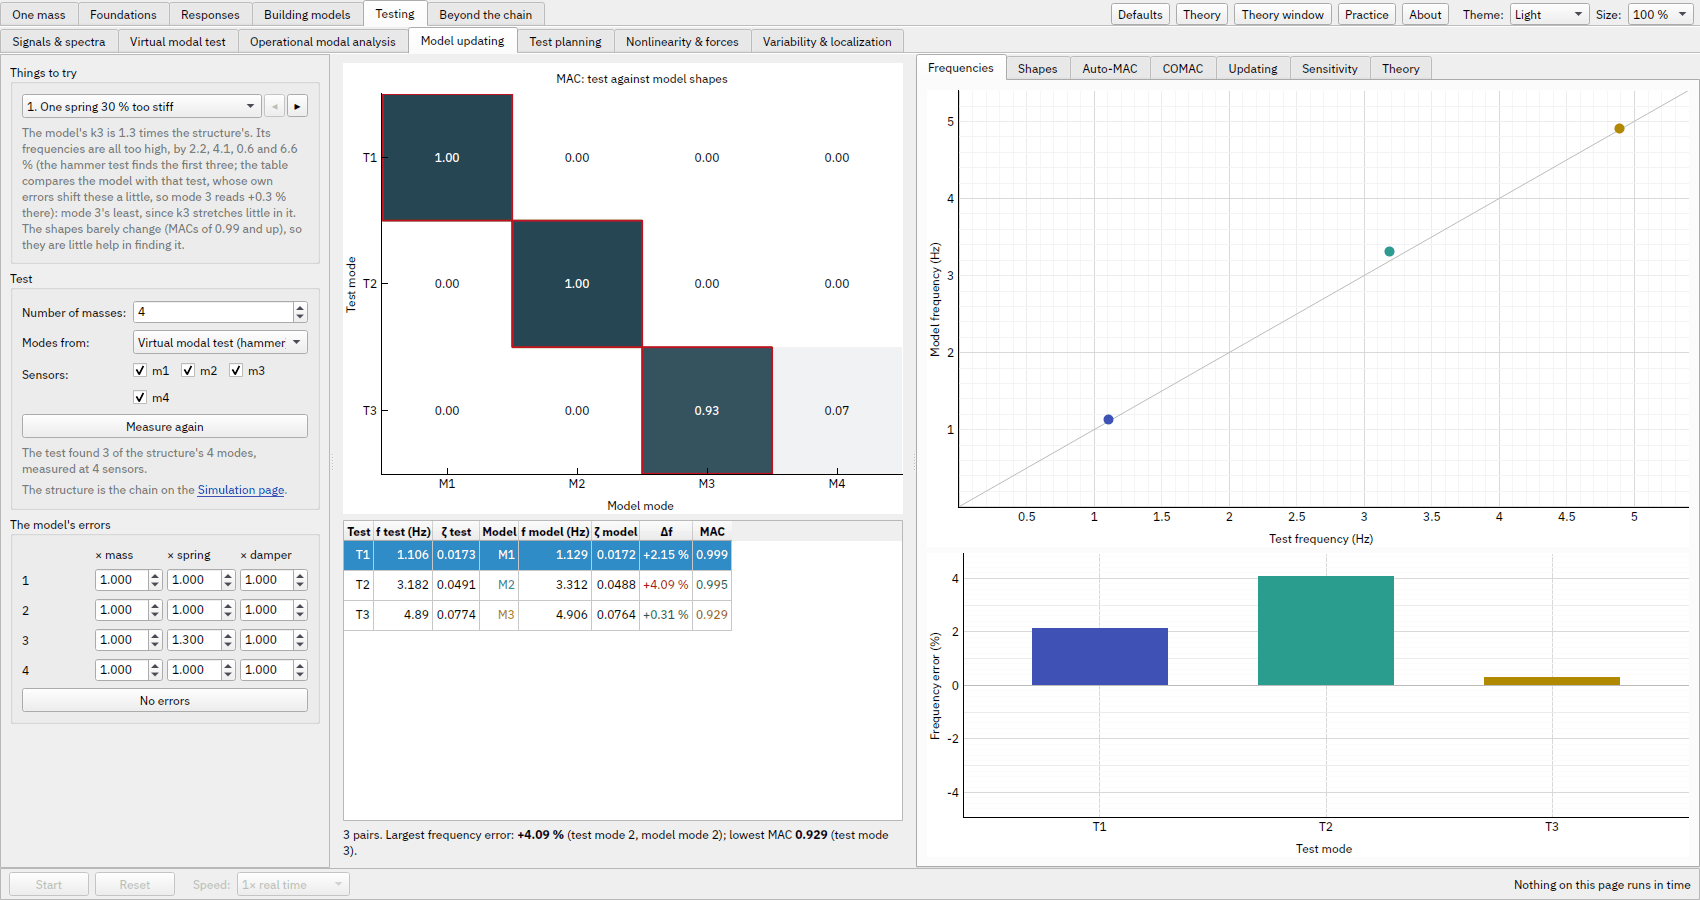 One mass
Foundations
Responses
Building models
Testing
Beyond the chain
Defaults
Theory
Theory window
Practice
About
Theme:
Light
Size:
100 %
Signals & spectra
Virtual modal test
Operational modal analysis
Model updating
Test planning
Nonlinearity & forces
Variability & localization
Things to try
1. One spring 30 % too stiff
The model's k3 is 1.3 times the structure's. Its
frequencies are all too high, by 2.2, 4.1, 0.6 and 6.6
% (the hammer test finds the first three; the table
compares the model with that test, whose own
errors shift these a little, so mode 3 reads +0.3 %
there): mode 3's least, since k3 stretches little in it.
The shapes barely change (MACs of 0.99 and up), so
they are little help in finding it.
Test
Number of masses:
4
Modes from:
Virtual modal test (hammer
Sensors:
m1
m2
m3
m4
Measure again
The test found 3 of the structure's 4 modes,
measured at 4 sensors.
The structure is the chain on the Simulation page.
The model's errors
× mass
× spring
× damper
1
1.000
1.000
1.000
2
1.000
1.000
1.000
3
1.000
1.300
1.000
4
1.000
1.000
1.000
No errors
MAC: test against model shapes
Test mode
T1
1.00
0.00
0.00
0.00
T2
0.00
1.00
0.00
0.00
T3
0.00
0.00
0.93
0.07
M1
M2
M3
M4
Model mode
Test
f test (Hz)
ζ test
Model
f model (Hz)
ζ model
Δf
MAC
T1
1.106
0.0173
M1
1.129
0.0172
+2.15 %
0.999
T2
3.182
0.0491
M2
3.312
0.0488
+4.09 %
0.995
T3
4.89
0.0774
M3
4.906
0.0764
+0.31 %
0.929
3 pairs. Largest frequency error: +4.09 % (test mode 2, model mode 2); lowest MAC 0.929 (test mode
3).
Frequencies
Shapes
Auto-MAC
COMAC
Updating
Sensitivity
Theory
Model frequency (Hz)
5
4
3
2
1
0.5
1
1.5
2
2.5
3
3.5
4
4.5
5
Test frequency (Hz)
Frequency error (%)
4
2
0
-2
-4
T1
T2
T3
Test mode
Start
Reset
Speed:
1× real time
Nothing on this page runs in time